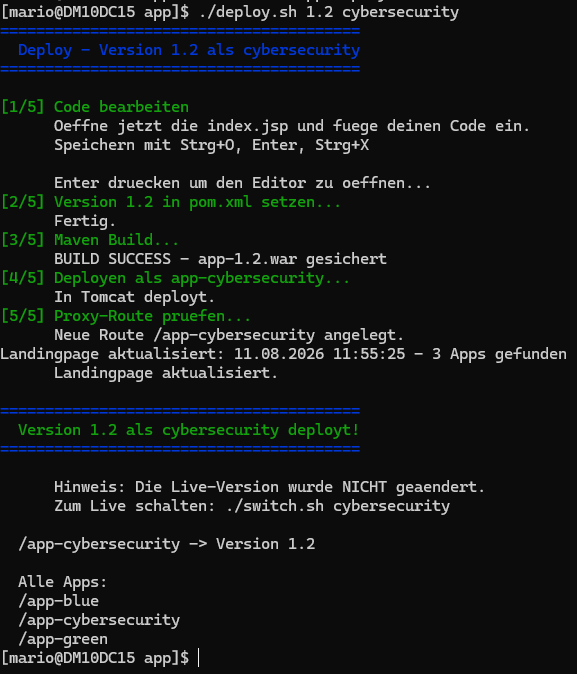 [mario@DM10DC15 app]$ ./deploy.sh 1.2 cybersecurity
========================================
Deploy - Version 1.2 als cybersecurity
========================================
[1/5] Code bearbeiten
Oeffne jetzt die index.jsp und fuege deinen Code ein.
Speichern mit Strg+O, Enter, Strg+X
Enter druecken um den Editor zu oeffnen...
[2/5] Version 1.2 in pom.xml setzen...
Fertig.
[3/5] Maven Build...
BUILD SUCCESS - app-1.2.war gesichert
[4/5] Deployen als app-cybersecurity...
In Tomcat deployt.
[5/5] Proxy-Route pruefen...
Neue Route /app-cybersecurity angelegt.
Landingpage aktualisiert: 11.08.2026 11:55:25 - 3 Apps gefunden
Landingpage aktualisiert.
========================================
Version 1.2 als cybersecurity deployt!
========================================
Hinweis: Die Live-Version wurde NICHT geaendert.
Zum Live schalten: ./switch.sh cybersecurity
/app-cybersecurity -> Version 1.2
Alle Apps:
/app-blue
/app-cybersecurity
/app-green
[mario@DM10DC15 app]$